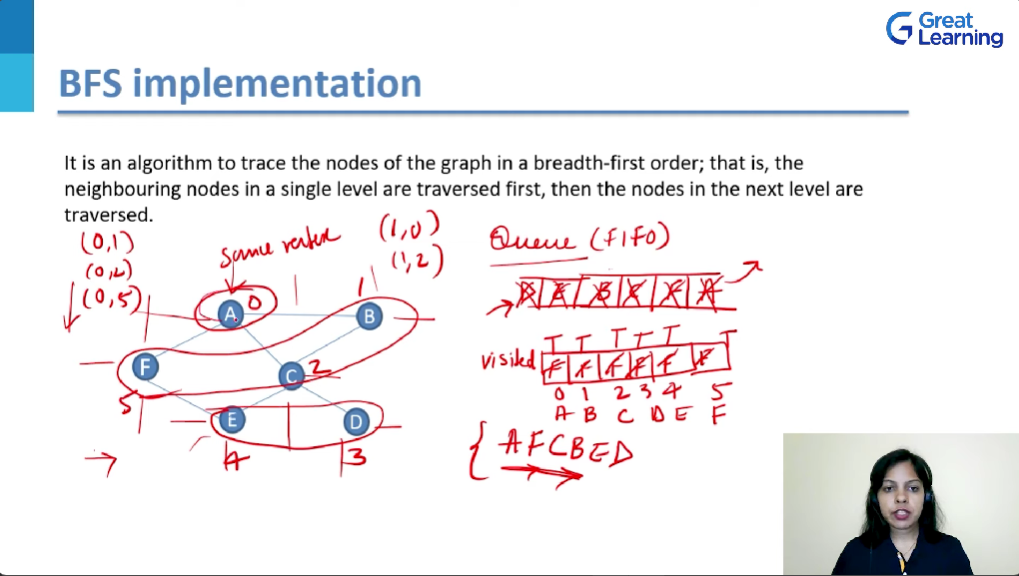 Great
Learning
BFS implementation
It is an algorithm to trace the nodes of the graph in a breadth-first order; that is, the
neighbouring nodes in a single level are traversed first, then the nodes in the next level are
traversed.
(0,1)
(0,2)
(0,5)
(1,0)
(1,2)
Queue (FIFO)
A 0
B 1
F 5
C 2
E 4
D 3
T T T T T T
visited F F F F F F
0 1 2 3 4 5
A B C D E F
A F C B E D